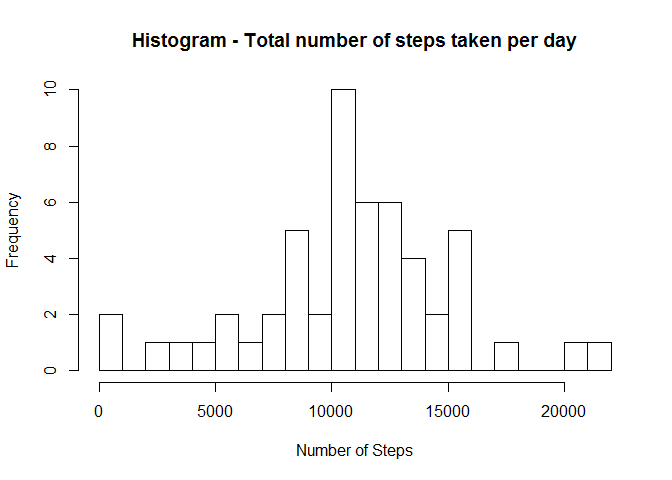 Histogram - Total number of steps taken per day
Frequency
10
8
6
4
2
0
0 5000 10000 15000 20000
Number of Steps